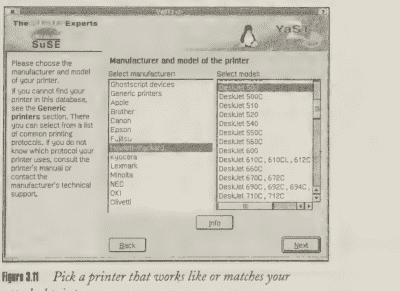 The Experts
SuSE
YaST
Please choose
the manufacturer
and model
of your printer.
If you cannot find your
printer in this database,
see the Generic
printers section. There
you can select from a list
of common printing
protocols. If you do not
know which protocol your
printer uses, consult the
printer's manual or
contact the
manufacturer's technical
support.
Manufacturer and model of the printer
Select manufacturer:
Ghostscript devices
Generic printers
Apple
Brother
Canon
Epson
Fujitsu
Hewlett-Packard
Kyocera
Lexmark
Minolta
NEC
OKI
Olivetti
Select model:
DeskJet 500
DeskJet 500C
DeskJet 510
DeskJet 520
DeskJet 540
DeskJet 550C
DeskJet 560C
DeskJet 600
DeskJet 610C, 610CL, 612C
DeskJet 660C
DeskJet 670C, 672C
DeskJet 690C, 692C, 694C,
DeskJet 710C, 712C
Info
Back
Next
Figure 3.11 Pick a printer that works like or matches your